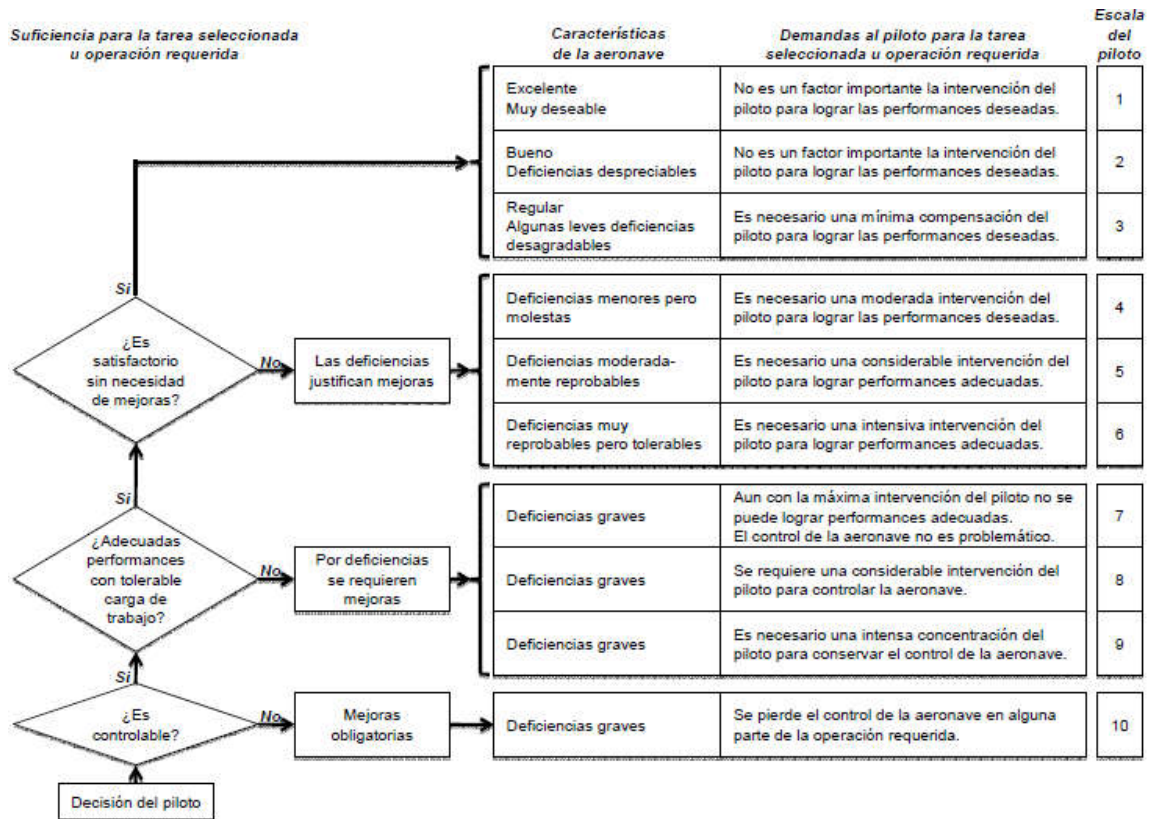 Suficiencia para la tarea seleccionada
u operación requerida
Características
de la aeronave
Demandas al piloto para la tarea
seleccionada u operación requerida
Escala
del
piloto
Excelente
Muy deseable
No es un factor importante la intervención del
piloto para lograr las performances deseadas.
1
Bueno
Deficiencias despreciables
No es un factor importante la intervención del
piloto para lograr las performances deseadas.
2
Regular
Algunas leves deficiencias
desagradables
Es necesario una mínima compensación del
piloto para lograr las performances deseadas.
3
Si
¿Es
satisfactorio
sin necesidad
de mejoras?
No
Las deficiencias
justifican mejoras
Deficiencias menores pero
molestas
Es necesario una moderada intervención del
piloto para lograr las performances deseadas.
4
Deficiencias moderada-
mente reprobables
Es necesario una considerable intervención del
piloto para lograr performances adecuadas.
5
Deficiencias muy
reprobables pero tolerables
Es necesario una intensiva intervención del
piloto para lograr performances adecuadas.
6
Si
¿Adecuadas
performances
con tolerable
carga de
trabajo?
No
Por deficiencias
se requieren
mejoras
Deficiencias graves
Aun con la máxima intervención del piloto no se
puede lograr performances adecuadas.
El control de la aeronave no es problemático.
7
Deficiencias graves
Se requiere una considerable intervención del
piloto para controlar la aeronave.
8
Deficiencias graves
Es necesario una intensa concentración del
piloto para conservar el control de la aeronave.
9
Si
¿Es
controlable?
No
Mejoras
obligatorias
Deficiencias graves
Se pierde el control de la aeronave en alguna
parte de la operación requerida.
10
Decisión del piloto